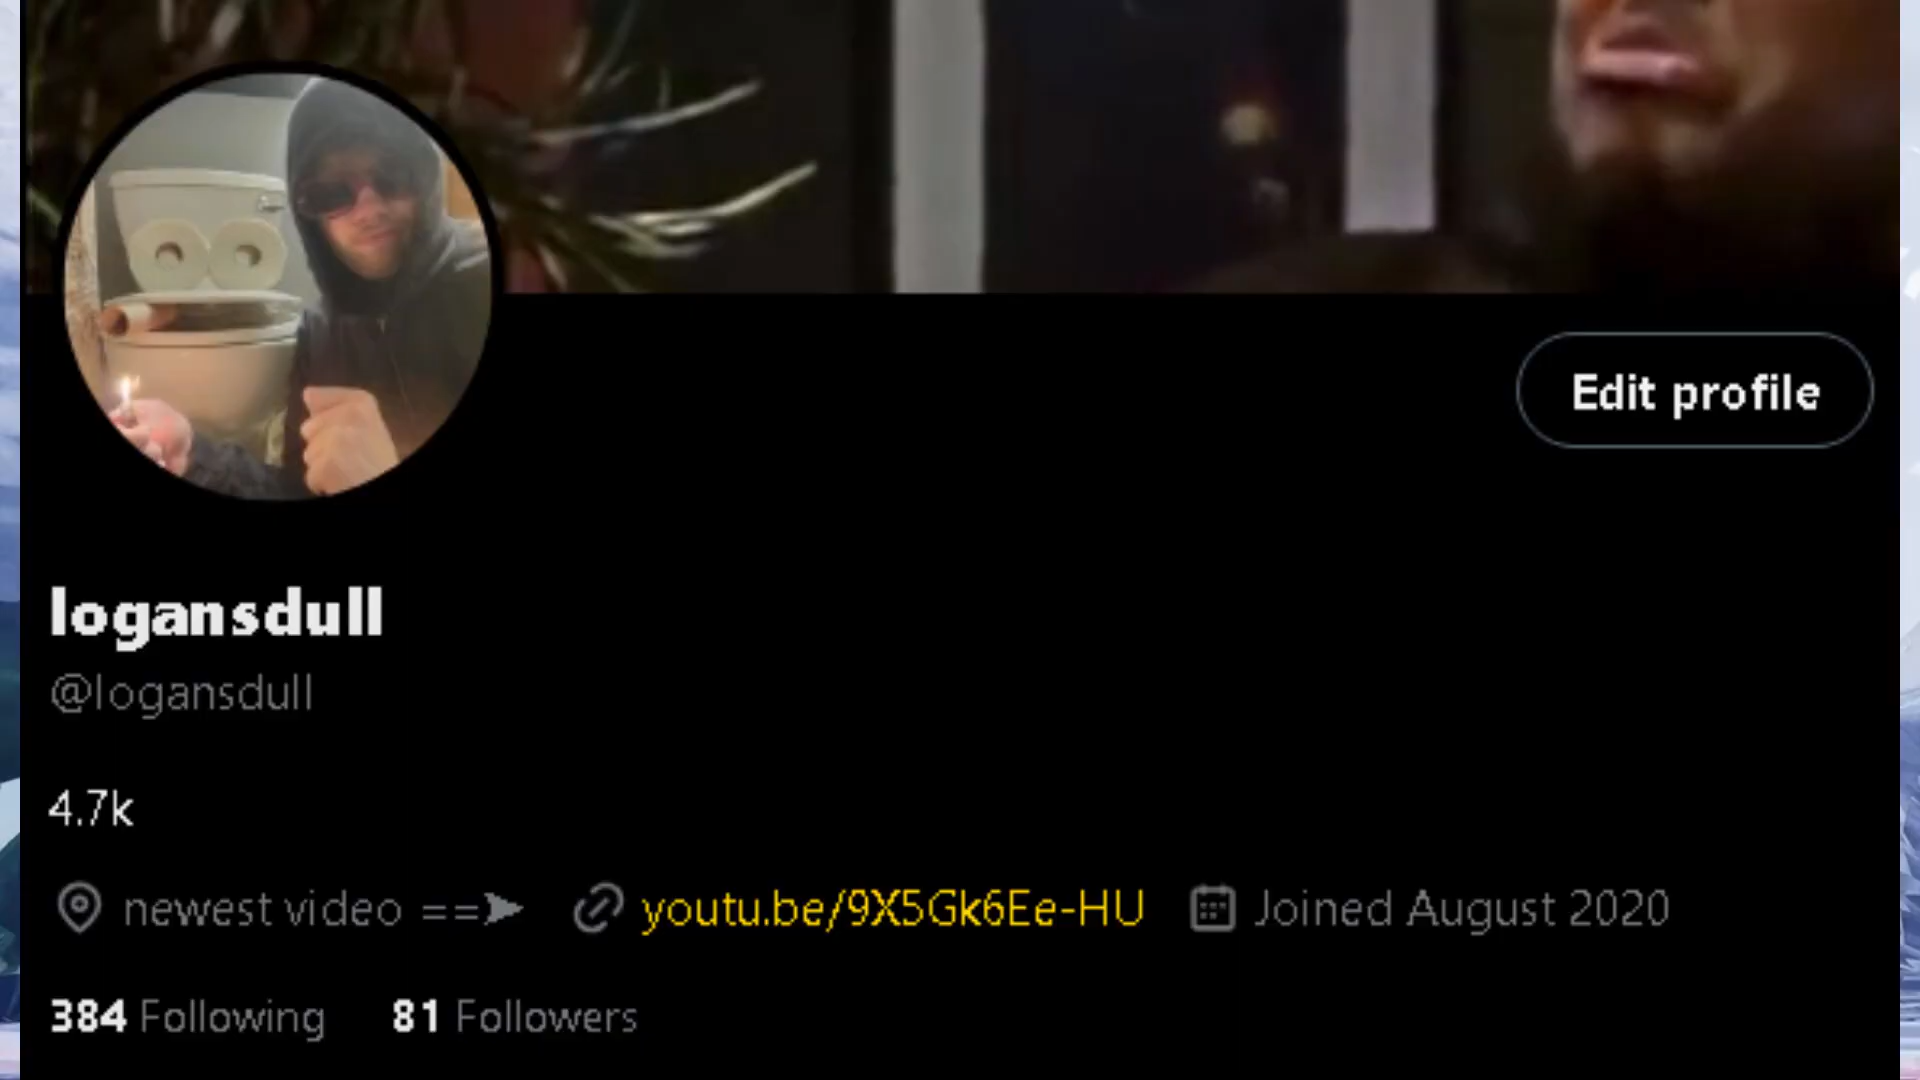 Edit profile
logansdull
@logansdull
4.7k
newest video ==➤ youtu.be/9X5Gk6Ee-HU Joined August 2020
384 Following 81 Followers